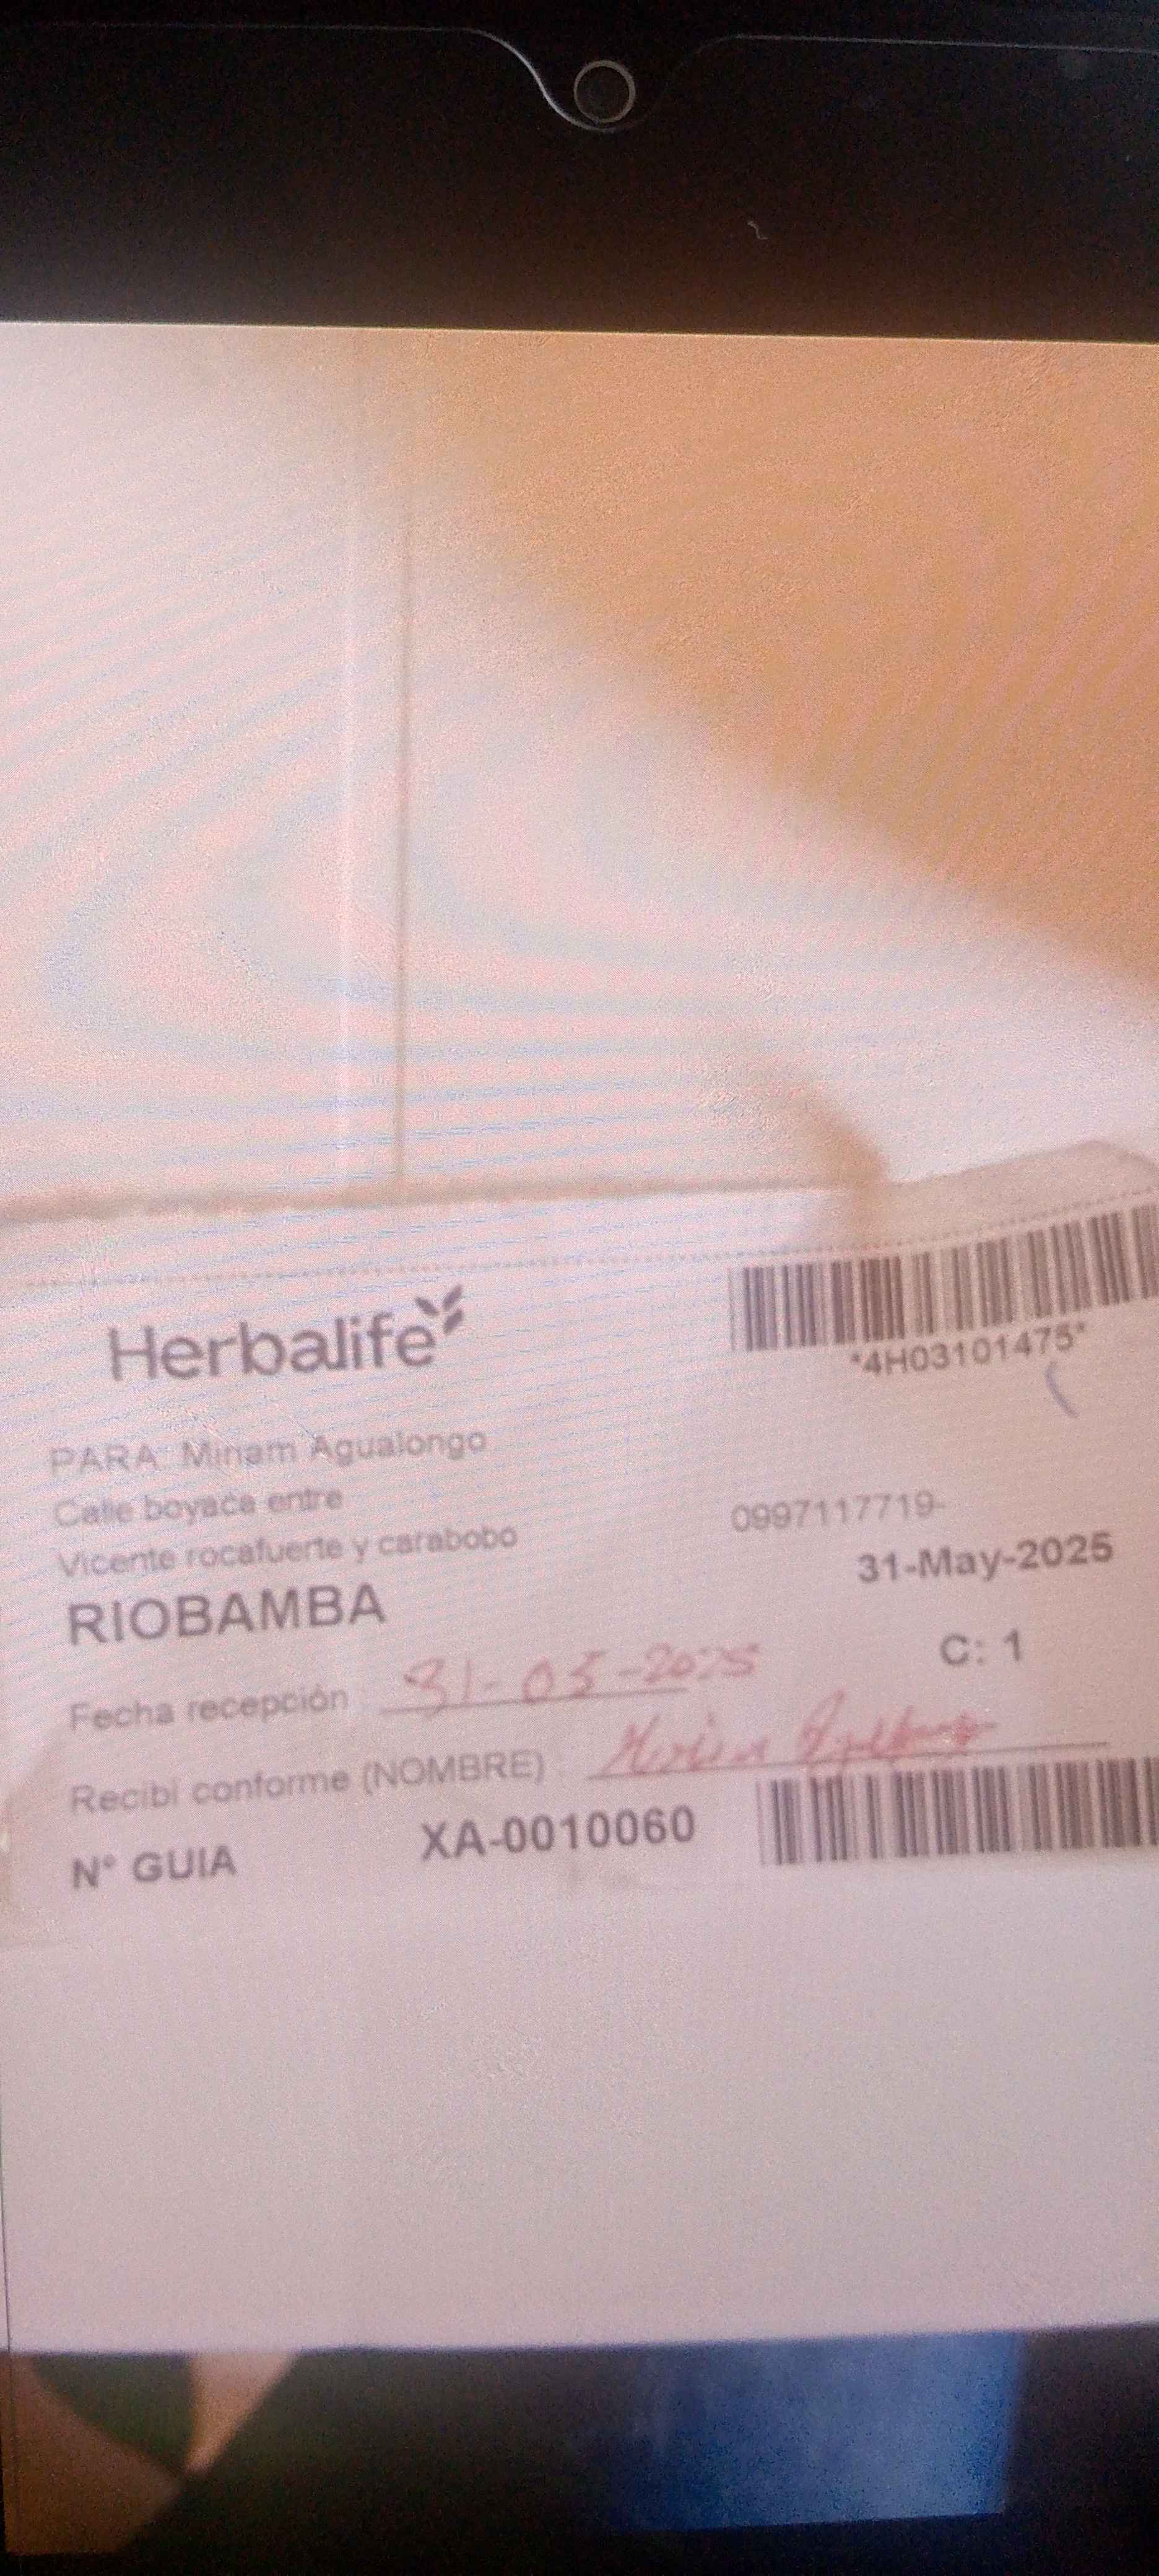 Herbalife
*4H03101475*
PARA: Miriam Agualongo
Calle boyaca entre
Vicente rocafuerte y carabobo
0997117719-
RIOBAMBA
31-May-2025
C: 1
Fecha recepción 31-05-2025
Recibi conforme (NOMBRE) :
N° GUIA XA-0010060